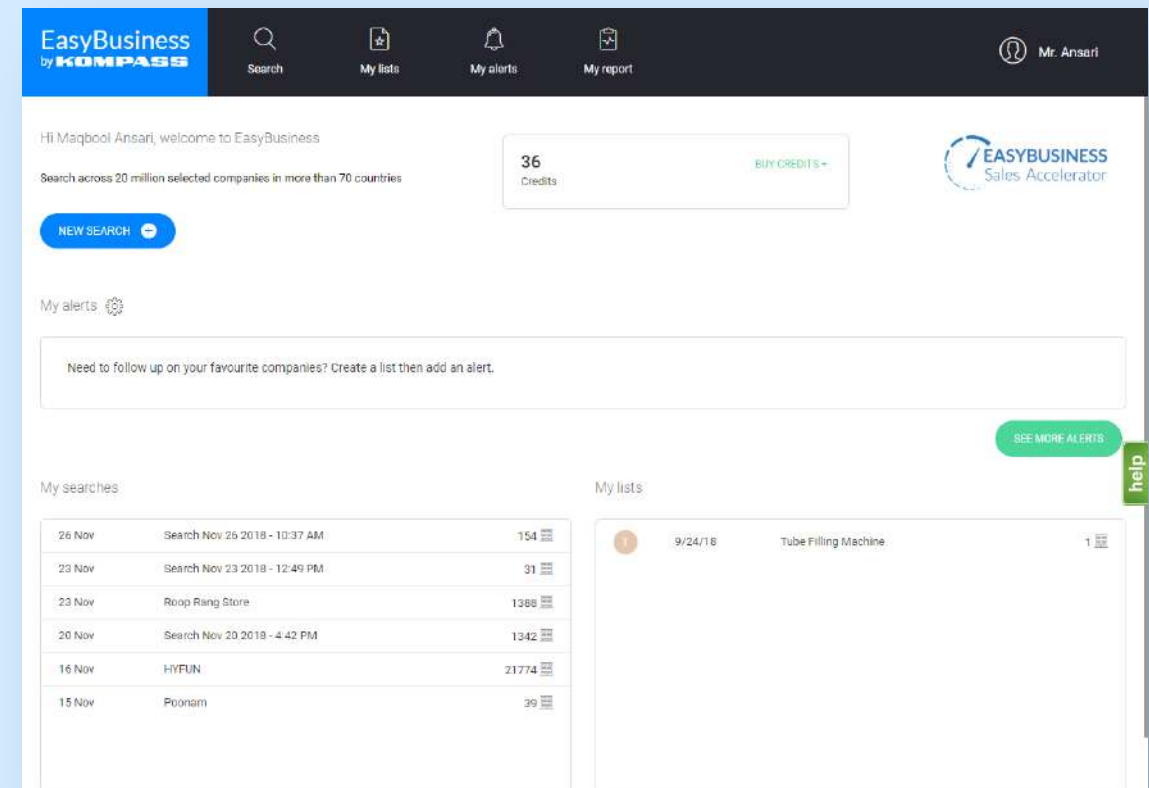 EasyBusiness
by KOMPASS
Search
My lists
My alerts
My report
Mr. Ansari
Hi Maqbool Ansari, welcome to EasyBusiness
Search across 20 million selected companies in more than 70 countries
NEW SEARCH
36
Credits
BUY CREDITS +
EASYBUSINESS
Sales Accelerator
My alerts
Need to follow up on your favourite companies? Create a list then add an alert.
SEE MORE ALERTS
help
My searches
26 Nov Search Nov 26 2018 - 10:37 AM 154
23 Nov Search Nov 23 2018 - 12:49 PM 31
23 Nov Roop Rang Store 1388
20 Nov Search Nov 20 2018 - 4:42 PM 1342
16 Nov HYFUN 21774
15 Nov Poonam 39
My lists
T 9/24/18 Tube Filling Machine 1